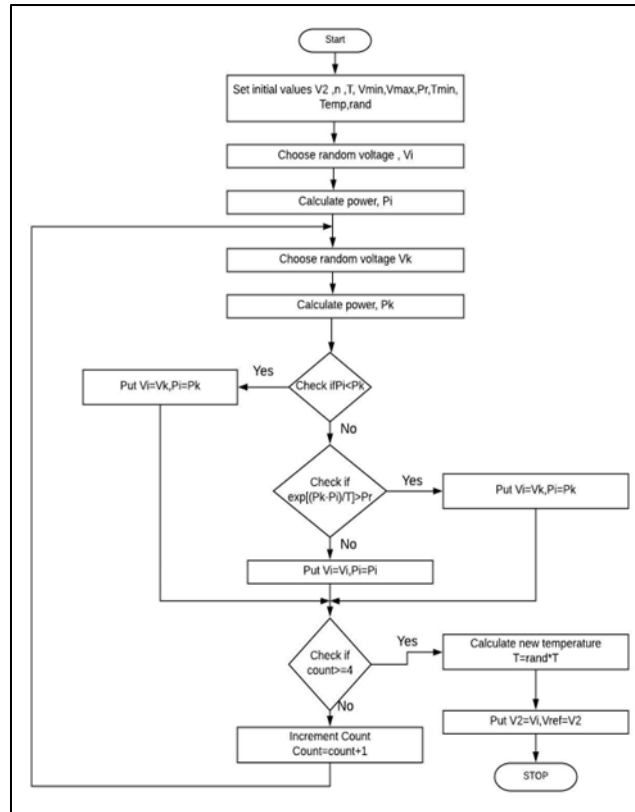 Start
Set initial values V2 ,n ,T, Vmin,Vmax,Pr,Tmin,
Temp,rand
Choose random voltage , Vi
Calculate power, Pi
Choose random voltage Vk
Calculate power, Pk
Check ifPi<Pk
Yes
Put Vi=Vk,Pi=Pk
No
Check if
exp[(Pk-Pi)/T]>Pr
Yes
Put Vi=Vk,Pi=Pk
No
Put Vi=Vi,Pi=Pi
Check if
count>=4
Yes
Calculate new temperature
T=rand*T
No
Put V2=Vi,Vref=V2
Increment Count
Count=count+1
STOP